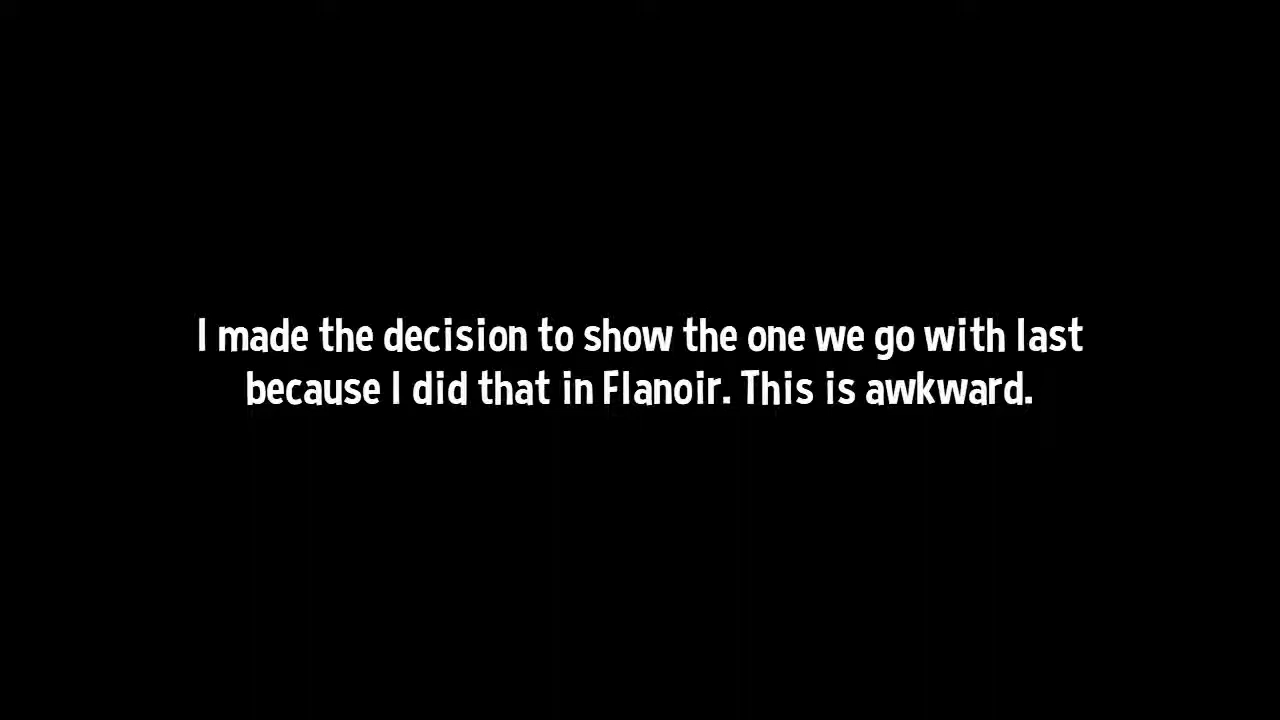 I made the decision to show the one we go with last
because I did that in Flanoir. This is awkward.